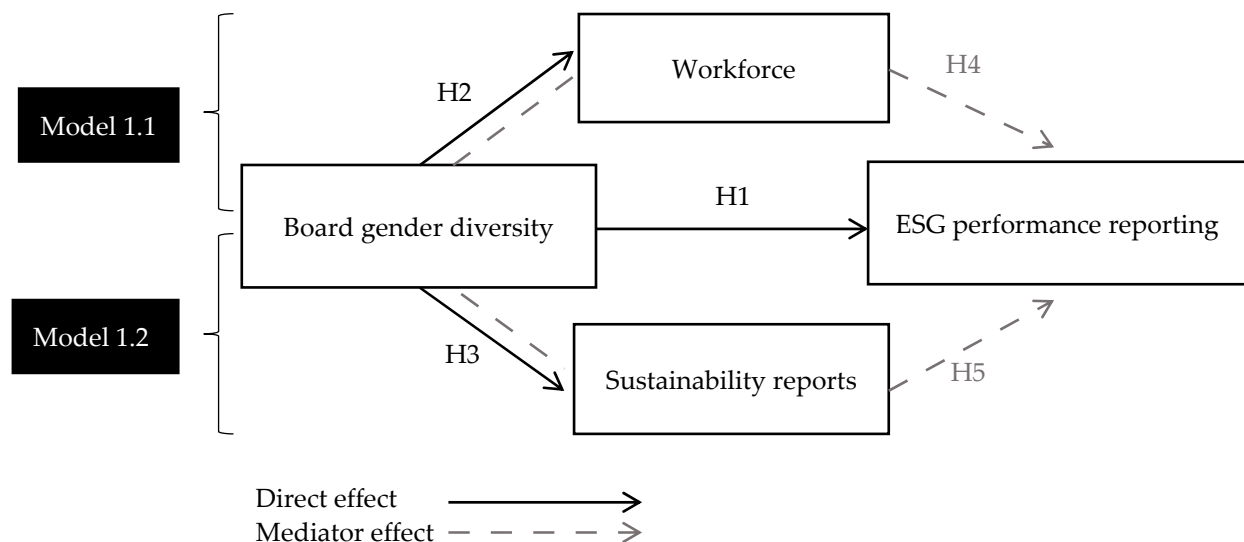 Workforce
H4
H2
Model 1.1
H1
Board gender diversity
ESG performance reporting
Model 1.2
H3
Sustainability reports
H5
Direct effect
Mediator effect